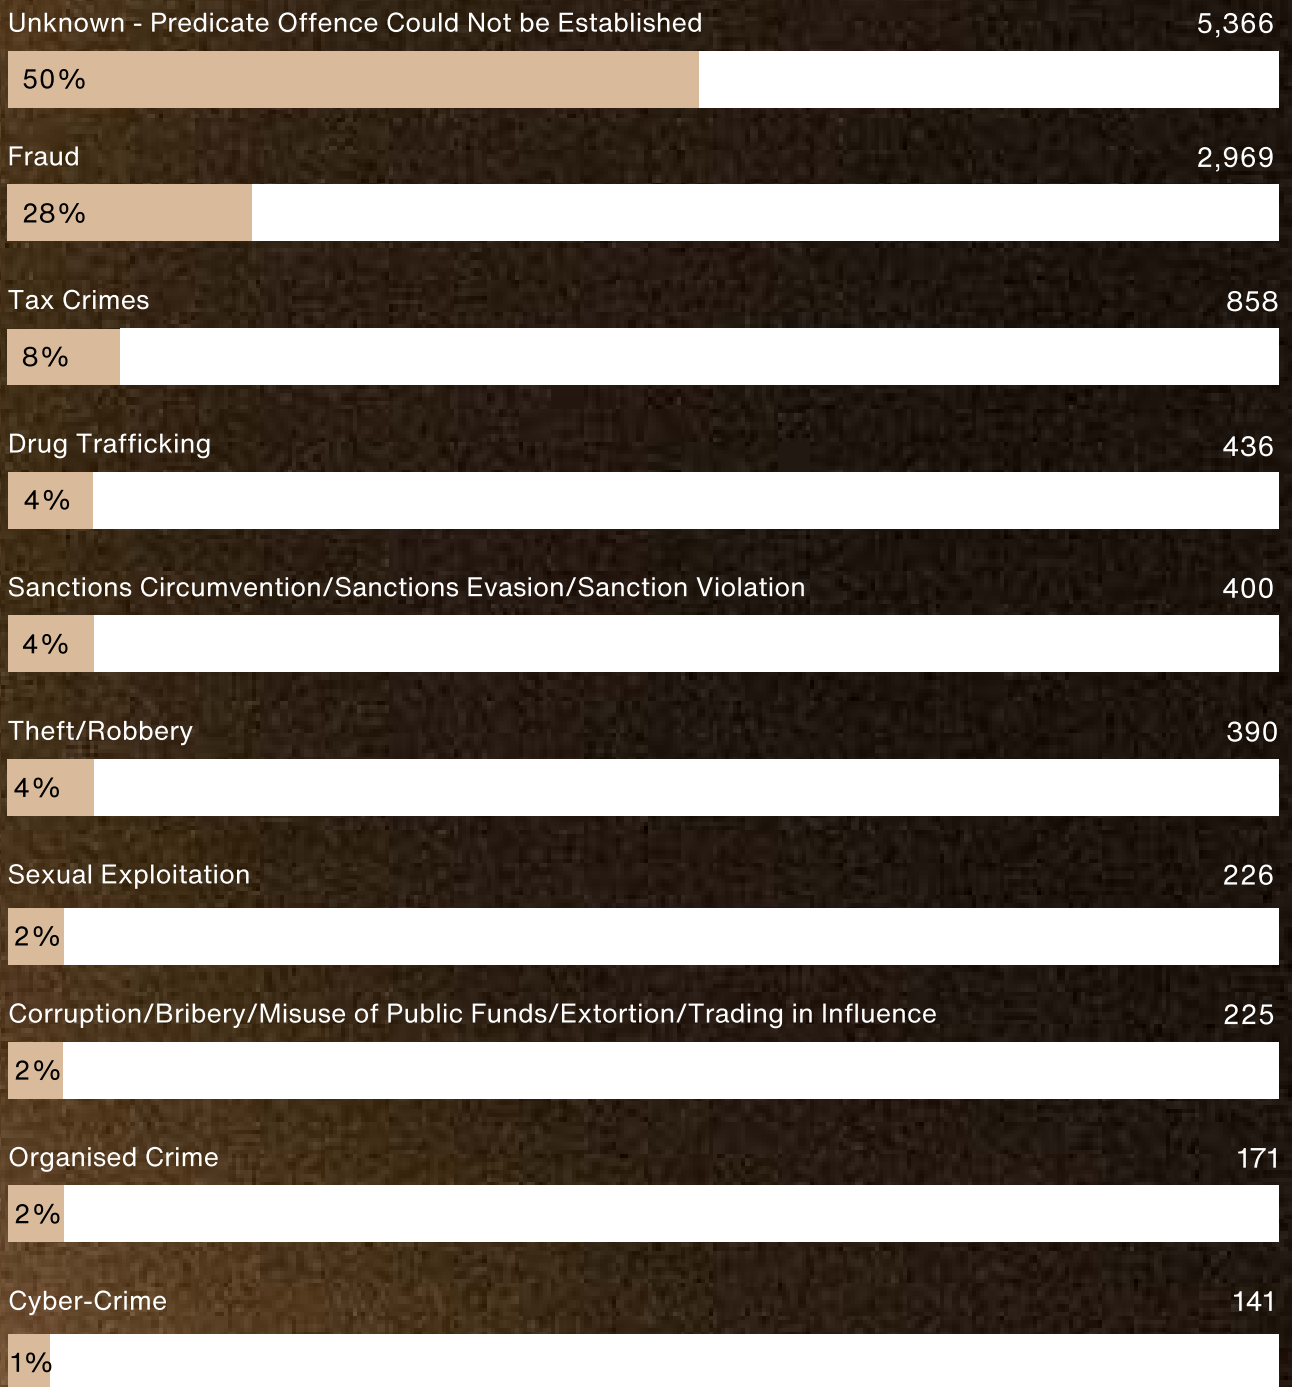 Unknown - Predicate Offence Could Not be Established 5,366
50%
Fraud 2,969
28%
Tax Crimes 858
8%
Drug Trafficking 436
4%
Sanctions Circumvention/Sanctions Evasion/Sanction Violation 400
4%
Theft/Robbery 390
4%
Sexual Exploitation 226
2%
Corruption/Bribery/Misuse of Public Funds/Extortion/Trading in Influence 225
2%
Organised Crime 171
2%
Cyber-Crime 141
1%